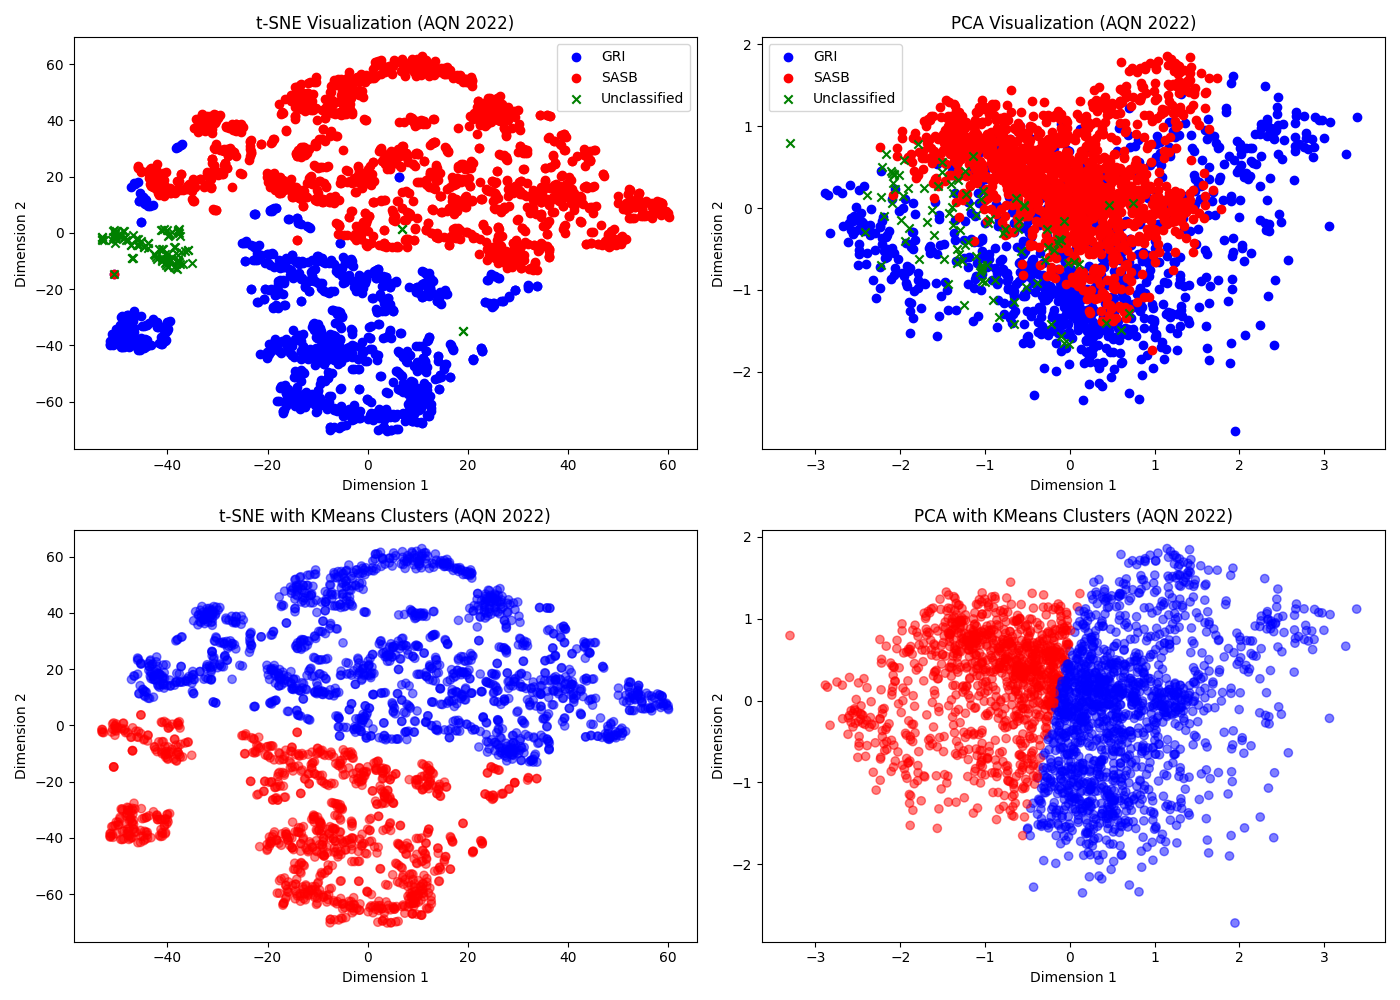 t-SNE Visualization (AQN 2022)
GRI
SASB
Unclassified
60
40
20
0
−20
−40
−60
Dimension 2
−40 −20 0 20 40 60
Dimension 1
PCA Visualization (AQN 2022)
GRI
SASB
Unclassified
2
1
0
−1
−2
Dimension 2
−3 −2 −1 0 1 2 3
Dimension 1
t-SNE with KMeans Clusters (AQN 2022)
60
40
20
0
−20
−40
−60
Dimension 2
−40 −20 0 20 40 60
Dimension 1
PCA with KMeans Clusters (AQN 2022)
2
1
0
−1
−2
Dimension 2
−3 −2 −1 0 1 2 3
Dimension 1